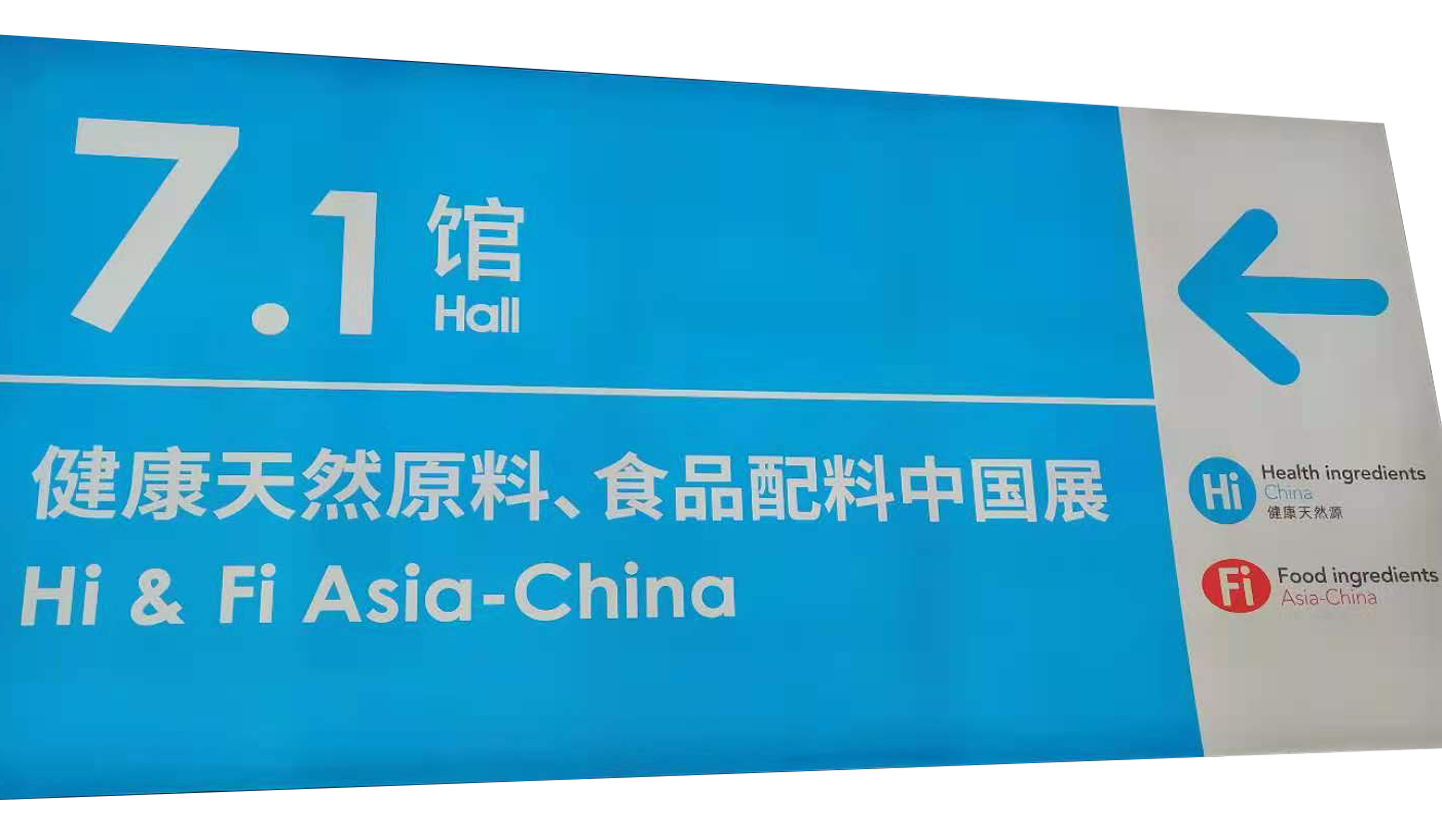 7.1 馆
Hall
健康天然原料、食品配料中国展
Hi & Fi Asia-China
Hi Health ingredients
China
健康天然源
Fi Food ingredients
Asia-China